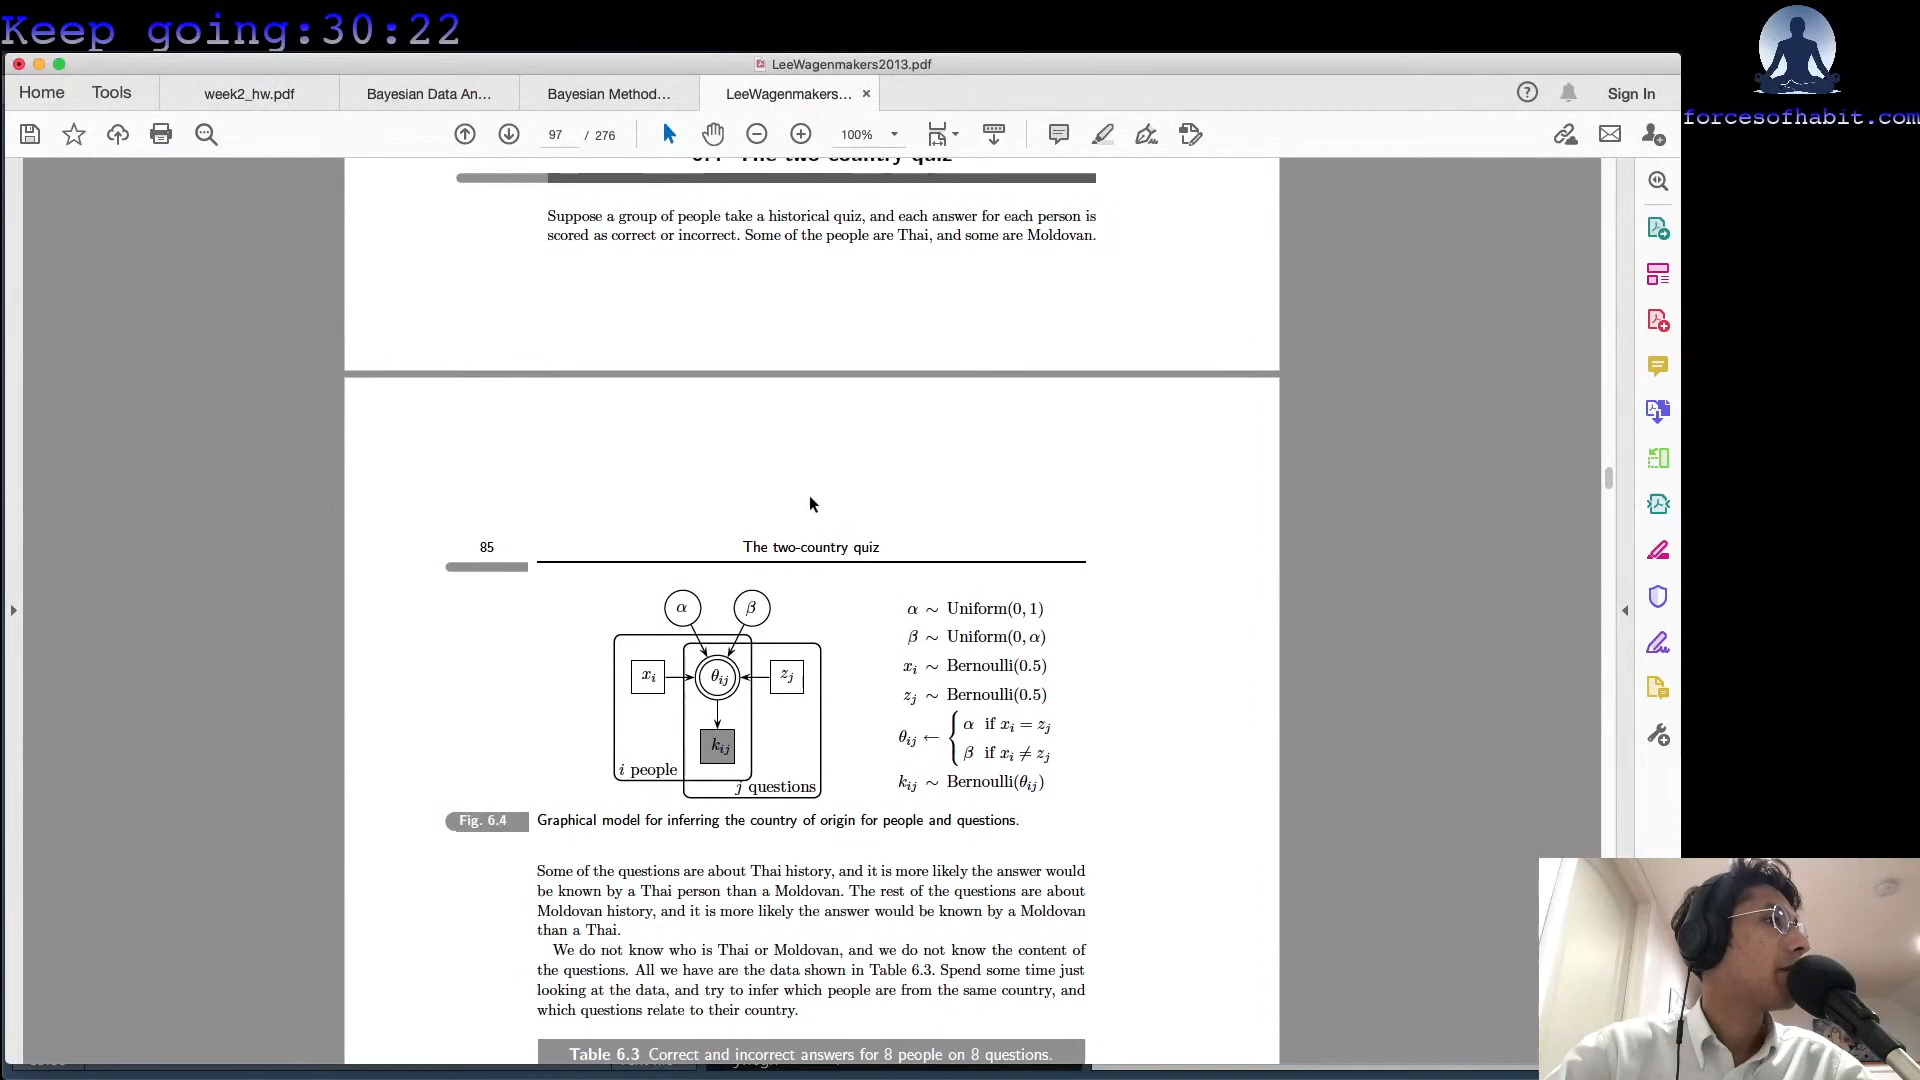 Keep going:30:22
LeeWagenmakers2013.pdf
Home
Tools
week2_hw.pdf
Bayesian Data An...
Bayesian Method...
LeeWagenmakers... ×
Sign In
97 / 276
100%
forcesofhabit.com
The two-country quiz
Suppose a group of people take a historical quiz, and each answer for each person is
scored as correct or incorrect. Some of the people are Thai, and some are Moldovan.
85
The two-country quiz
α
β
x_i
θ_ij
z_j
k_ij
i people
j questions
α ∼ Uniform(0, 1)
β ∼ Uniform(0, α)
x_i ∼ Bernoulli(0.5)
z_j ∼ Bernoulli(0.5)
θ_ij ← { α if x_i = z_j
β if x_i ≠ z_j
k_ij ∼ Bernoulli(θ_ij)
Fig. 6.4 Graphical model for inferring the country of origin for people and questions.
Some of the questions are about Thai history, and it is more likely the answer would
be known by a Thai person than a Moldovan. The rest of the questions are about
Moldovan history, and it is more likely the answer would be known by a Moldovan
than a Thai.
We do not know who is Thai or Moldovan, and we do not know the content of
the questions. All we have are the data shown in Table 6.3. Spend some time just
looking at the data, and try to infer which people are from the same country, and
which questions relate to their country.
Table 6.3 Correct and incorrect answers for 8 people on 8 questions.